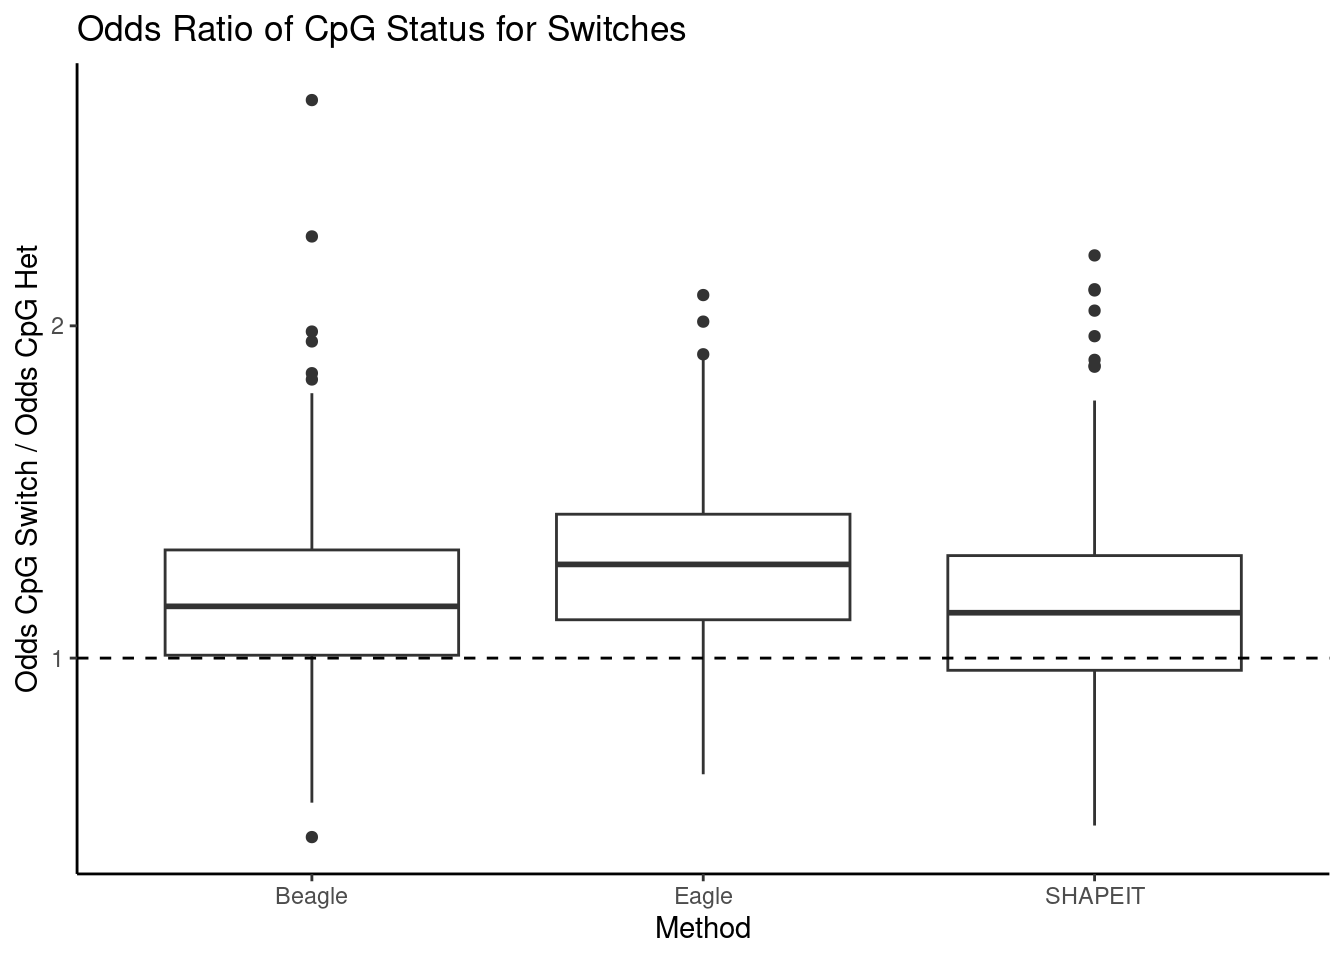 Odds Ratio of CpG Status for Switches
Odds CpG Switch / Odds CpG Het
2
1
Beagle
Eagle
SHAPEIT
Method